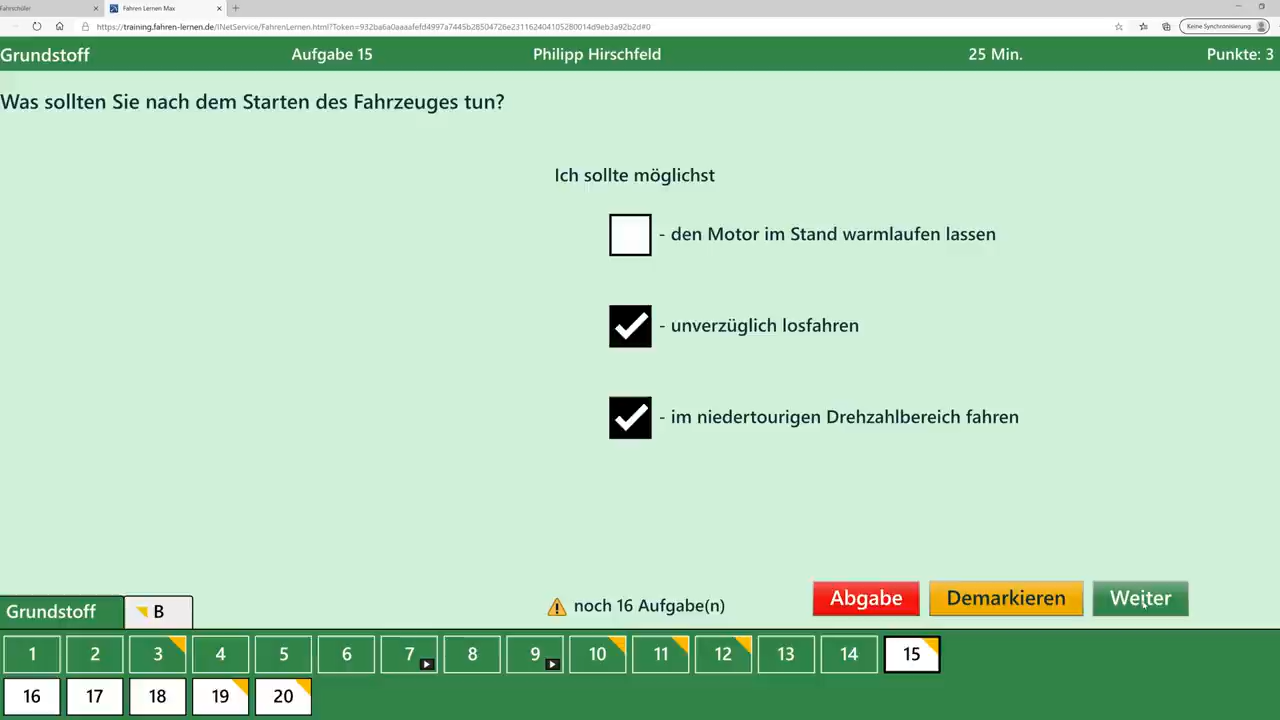 Fahrschüler
Fahren Lernen Max
https://training.fahren-lernen.de/
Keine Synchronisierung
Grundstoff Aufgabe 15 Philipp Hirschfeld 25 Min. Punkte: 3
Was sollten Sie nach dem Starten des Fahrzeuges tun?
Ich sollte möglichst
- den Motor im Stand warmlaufen lassen
- unverzüglich losfahren
- im niedertourigen Drehzahlbereich fahren
Grundstoff B noch 16 Aufgabe(n) Abgabe Demarkieren Weiter
1 2 3 4 5 6 7 8 9 10 11 12 13 14 15
16 17 18 19 20